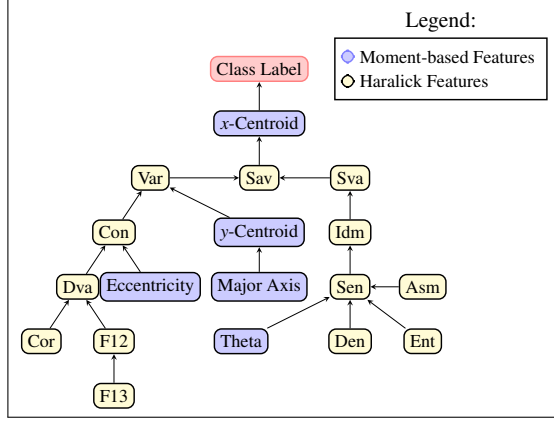 Legend:
Moment-based Features
Haralick Features
Class Label
x-Centroid
Var Sav Sva
Con y-Centroid Idm
Dva Eccentricity Major Axis Sen Asm
Cor F12 Theta Den Ent
F13